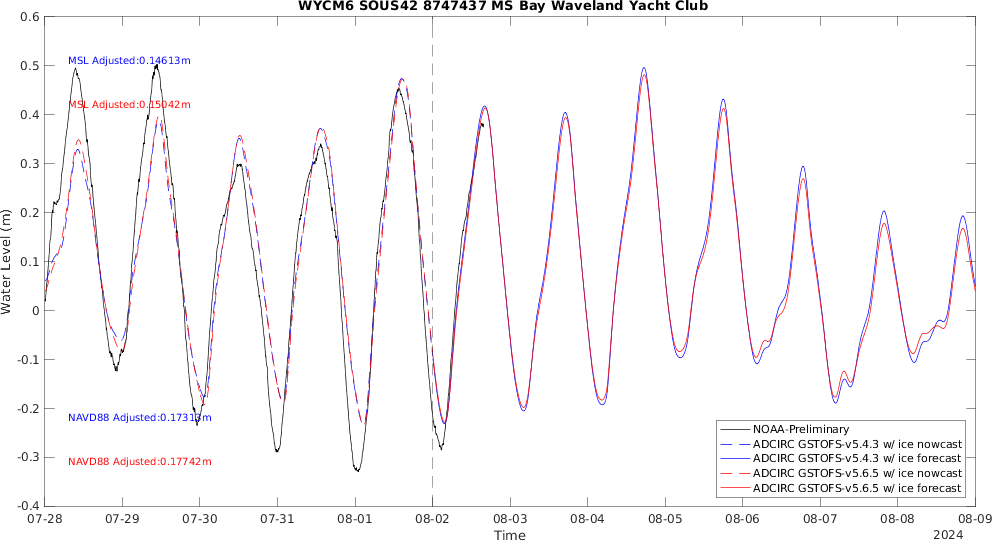 WYCM6 SOUS42 8747437 MS Bay Waveland Yacht Club
0.6
0.5
0.4
0.3
0.2
0.1
0
-0.1
-0.2
-0.3
-0.4
Water Level (m)
MSL Adjusted:0.14613m
MSL Adjusted:0.15042m
NAVD88 Adjusted:0.17313m
NAVD88 Adjusted:0.17742m
NOAA-Preliminary
ADCIRC GSTOFS-v5.4.3 w/ ice nowcast
ADCIRC GSTOFS-v5.4.3 w/ ice forecast
ADCIRC GSTOFS-v5.6.5 w/ ice nowcast
ADCIRC GSTOFS-v5.6.5 w/ ice forecast
07-28 07-29 07-30 07-31 08-01 08-02 08-03 08-04 08-05 08-06 08-07 08-08 08-09
Time
2024